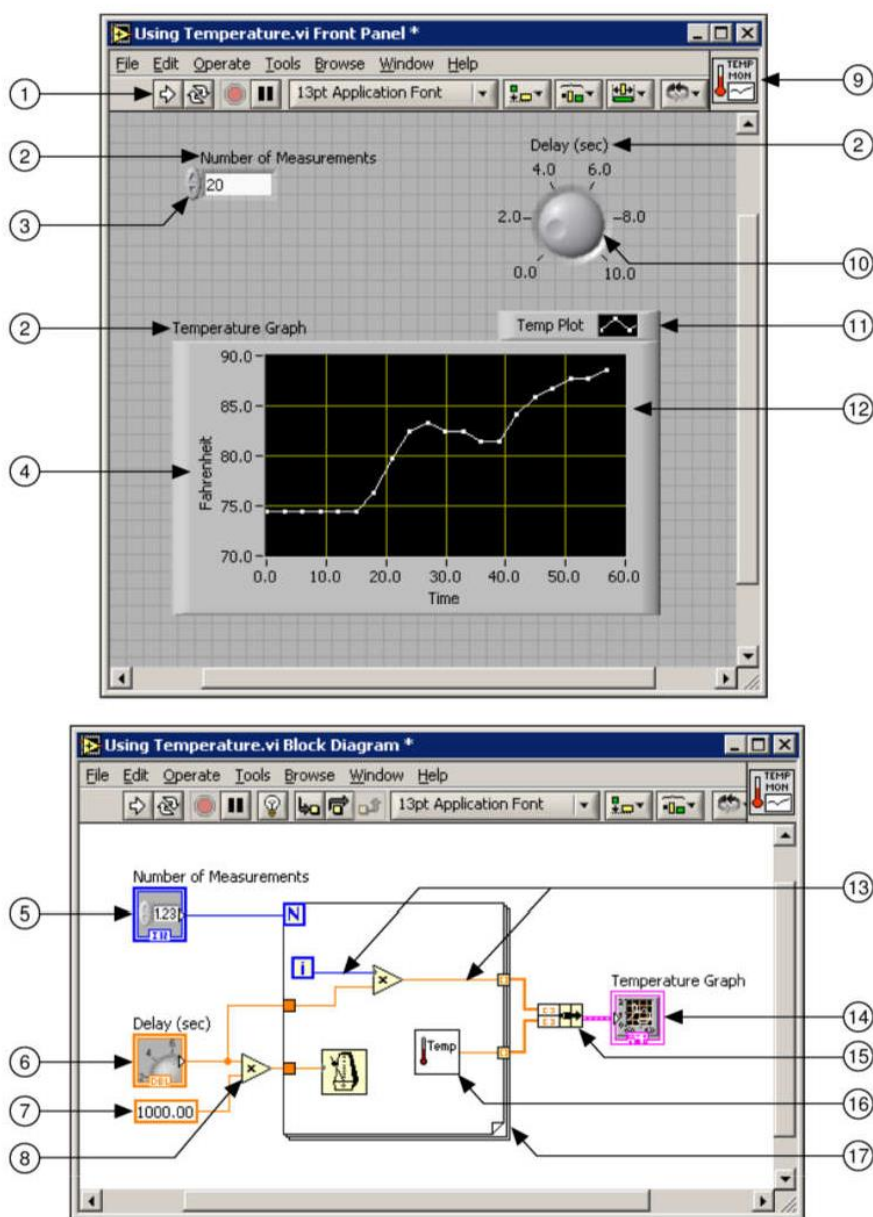 Using Temperature.vi Front Panel *
File Edit Operate Tools Browse Window Help
TEMP
MON
9
1
13pt Application Font
2
Number of Measurements
20
3
Delay (sec)
2
4.0 6.0
2.0 8.0
0.0 10.0
10
2
Temperature Graph
Temp Plot
11
90.0
85.0
80.0
75.0
70.0
Fahrenheit
12
4
0.0 10.0 20.0 30.0 40.0 50.0 60.0
Time
Using Temperature.vi Block Diagram *
File Edit Operate Tools Browse Window Help
TEMP
MON
13pt Application Font
Number of Measurements
5
1.23
I32
N
i
x
13
Temperature Graph
14
15
Delay (sec)
6
DBL
x
Temp
16
7
1000.00
8
17